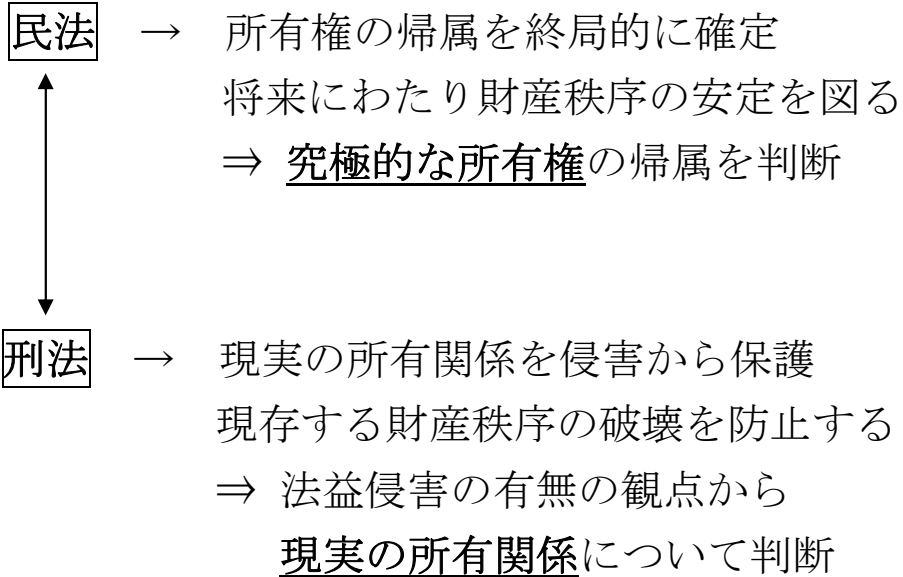 民法 → 所有権の帰属を終局的に確定
将来にわたり財産秩序の安定を図る
⇒ 究極的な所有権の帰属を判断
刑法 → 現実の所有関係を侵害から保護
現存する財産秩序の破壊を防止する
⇒ 法益侵害の有無の観点から
現実の所有関係について判断